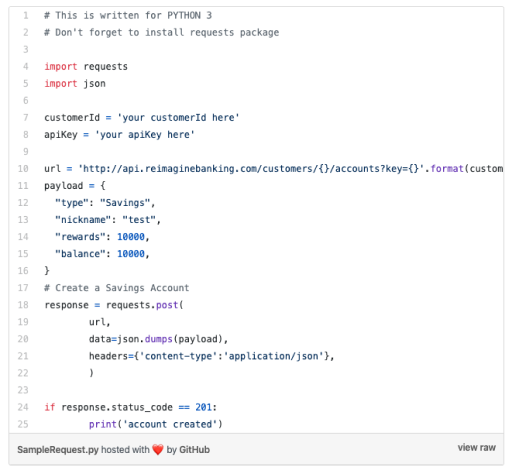 1 # This is written for PYTHON 3
2 # Don't forget to install requests package
3
4 import requests
5 import json
6
7 customerId = 'your customerId here'
8 apiKey = 'your apiKey here'
9
10 url = 'http://api.reimaginebanking.com/customers/{}/accounts?key={}'.format(custom
11 payload = {
12   "type": "Savings",
13   "nickname": "test",
14   "rewards": 10000,
15   "balance": 10000,
16 }
17 # Create a Savings Account
18 response = requests.post(
19         url,
20         data=json.dumps(payload),
21         headers={'content-type':'application/json'},
22         )
23
24 if response.status_code == 201:
25         print('account created')
SampleRequest.py hosted with ❤ by GitHub view raw